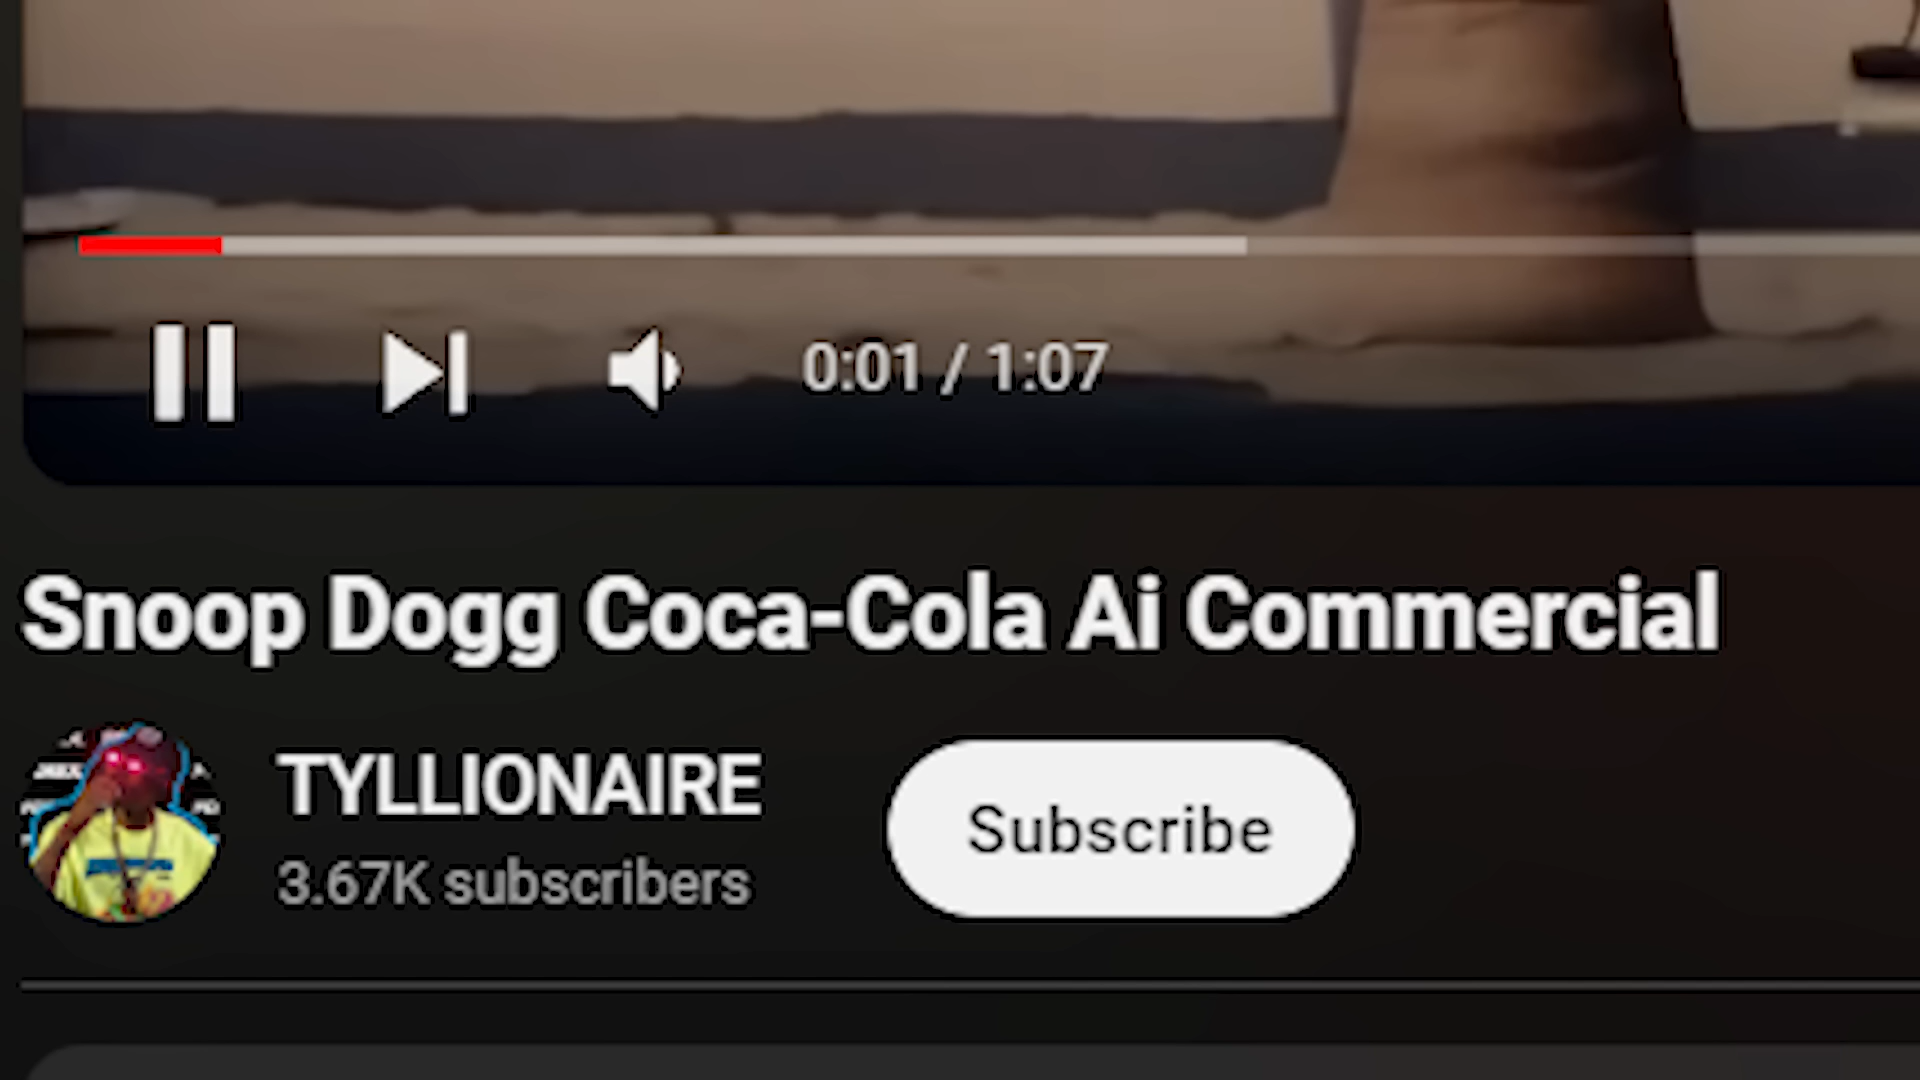 0:01 / 1:07
Snoop Dogg Coca-Cola Ai Commercial
TYLLIONAIRE
3.67K subscribers
Subscribe